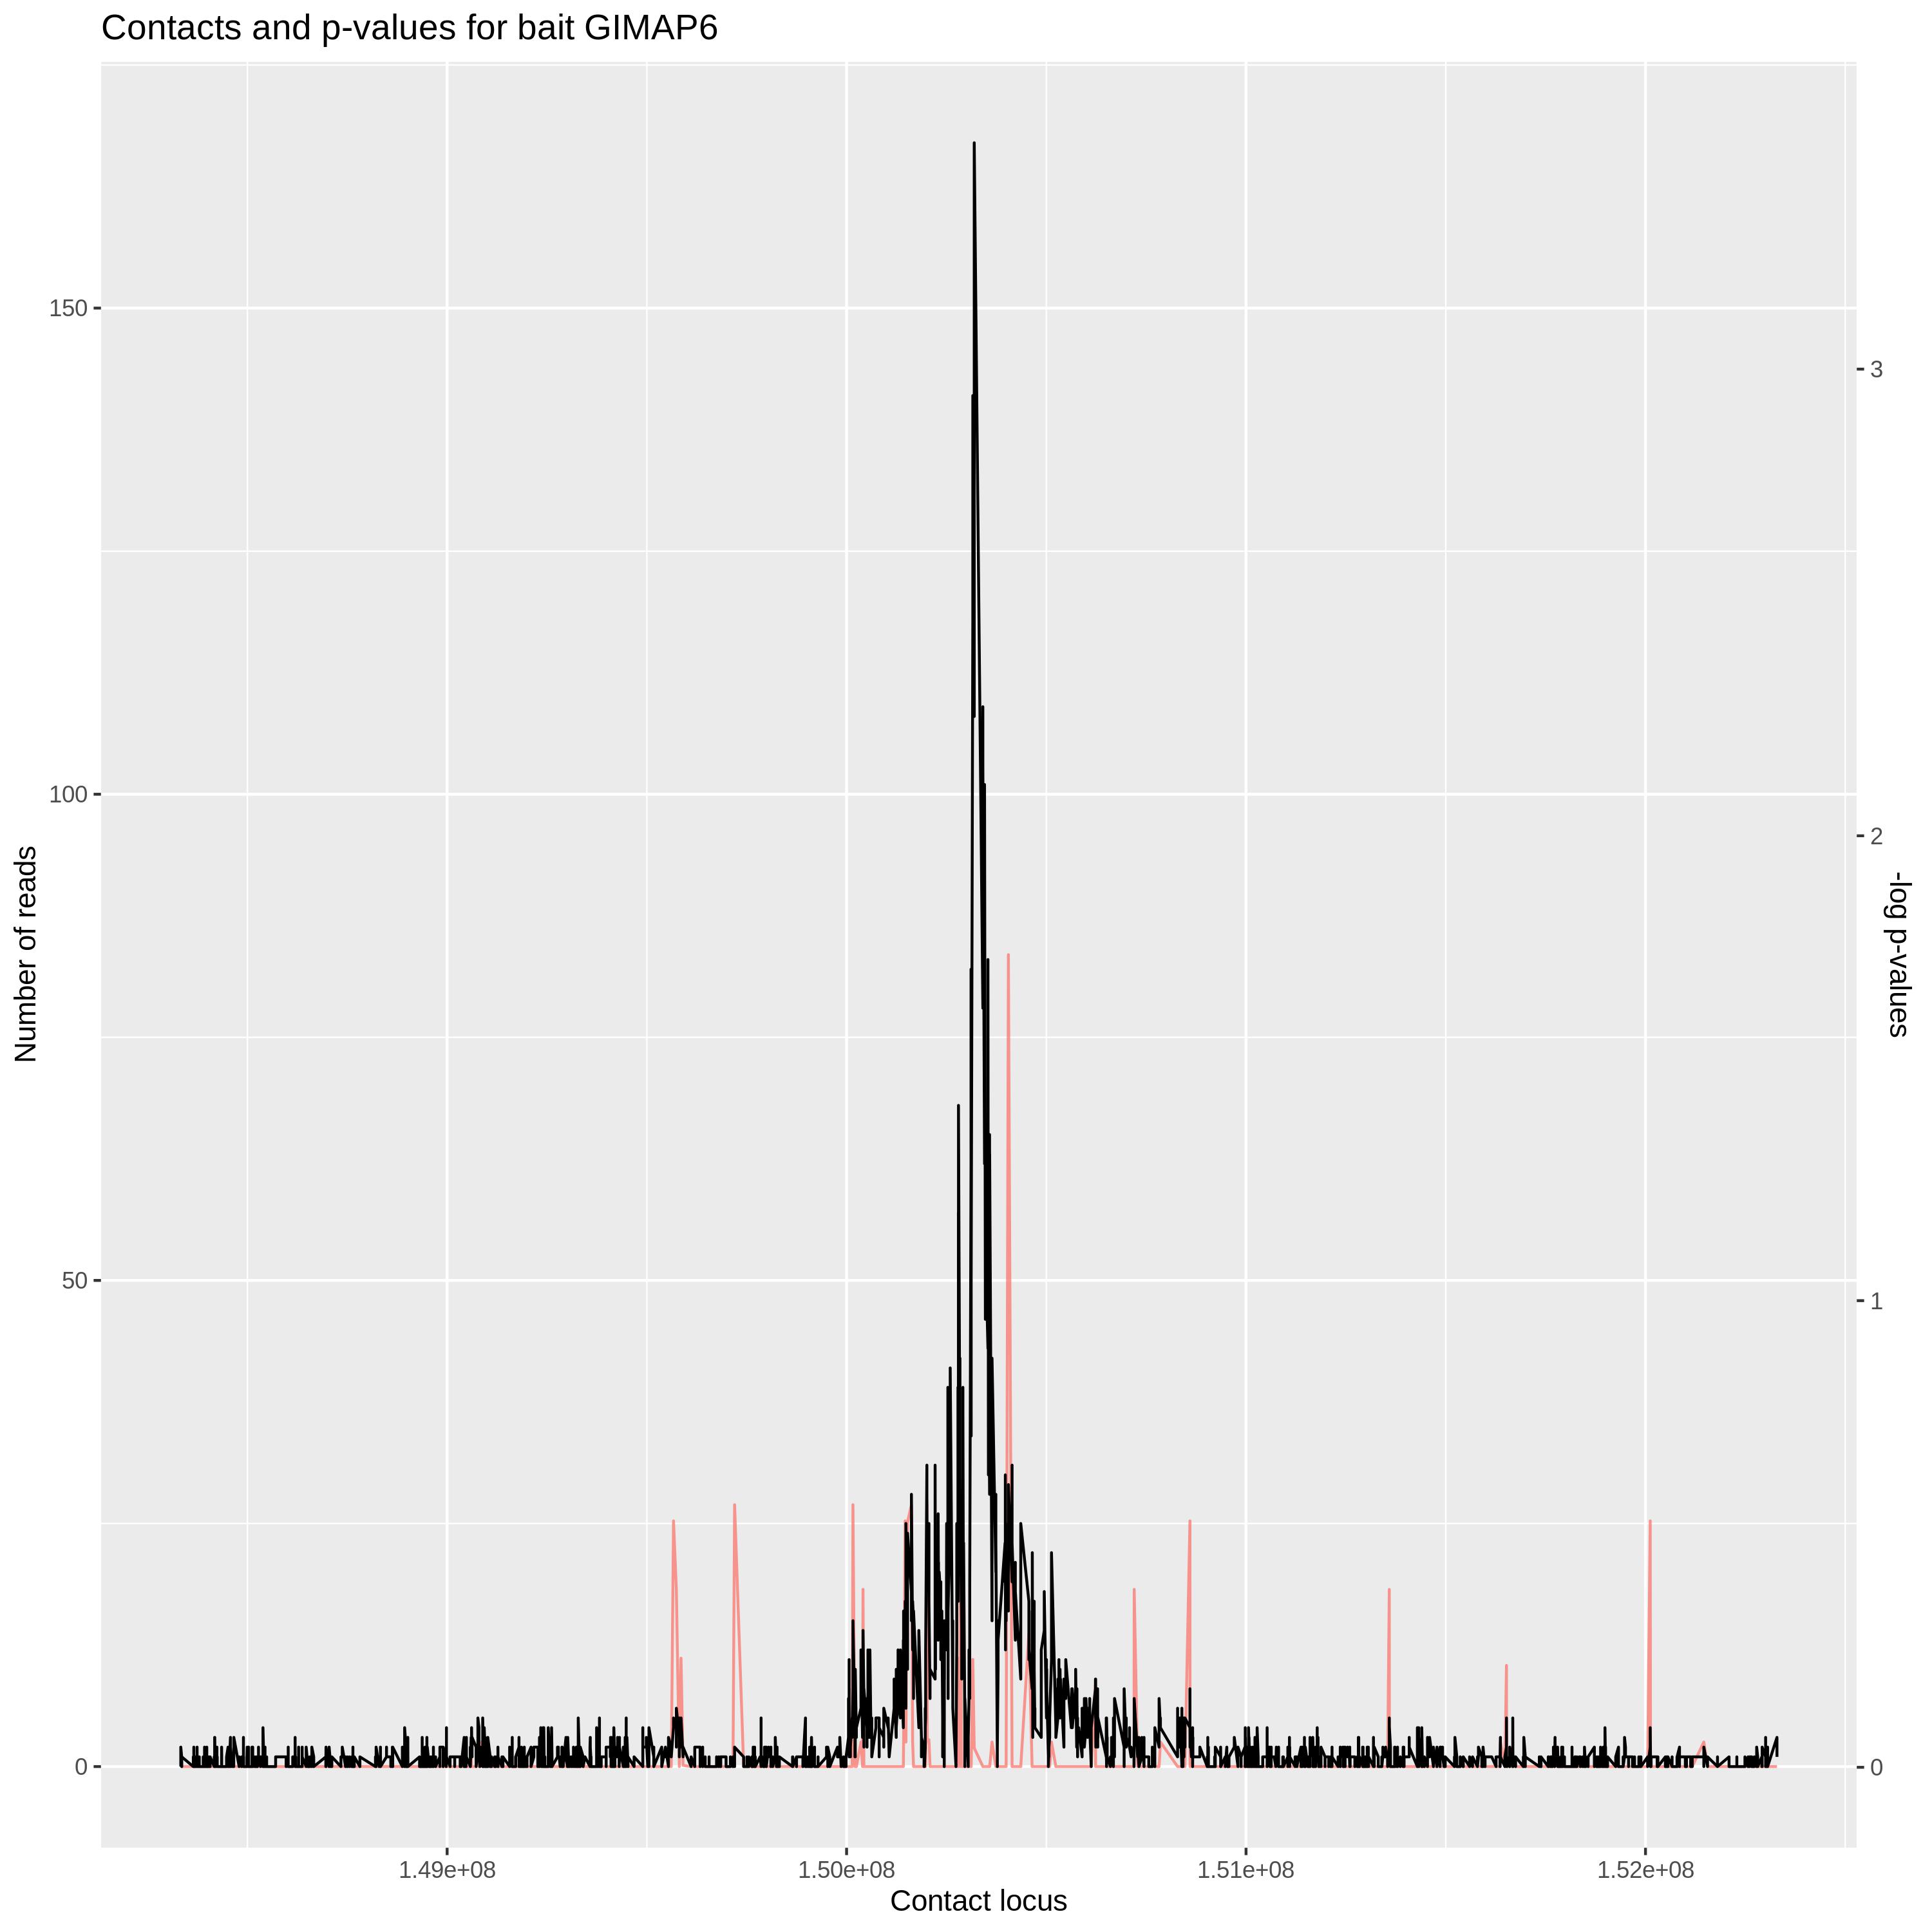 Contacts and p-values for bait GIMAP6
150
100
50
0
Number of reads
3
2
1
0
-log p-values
1.49e+08 1.50e+08 1.51e+08 1.52e+08
Contact locus